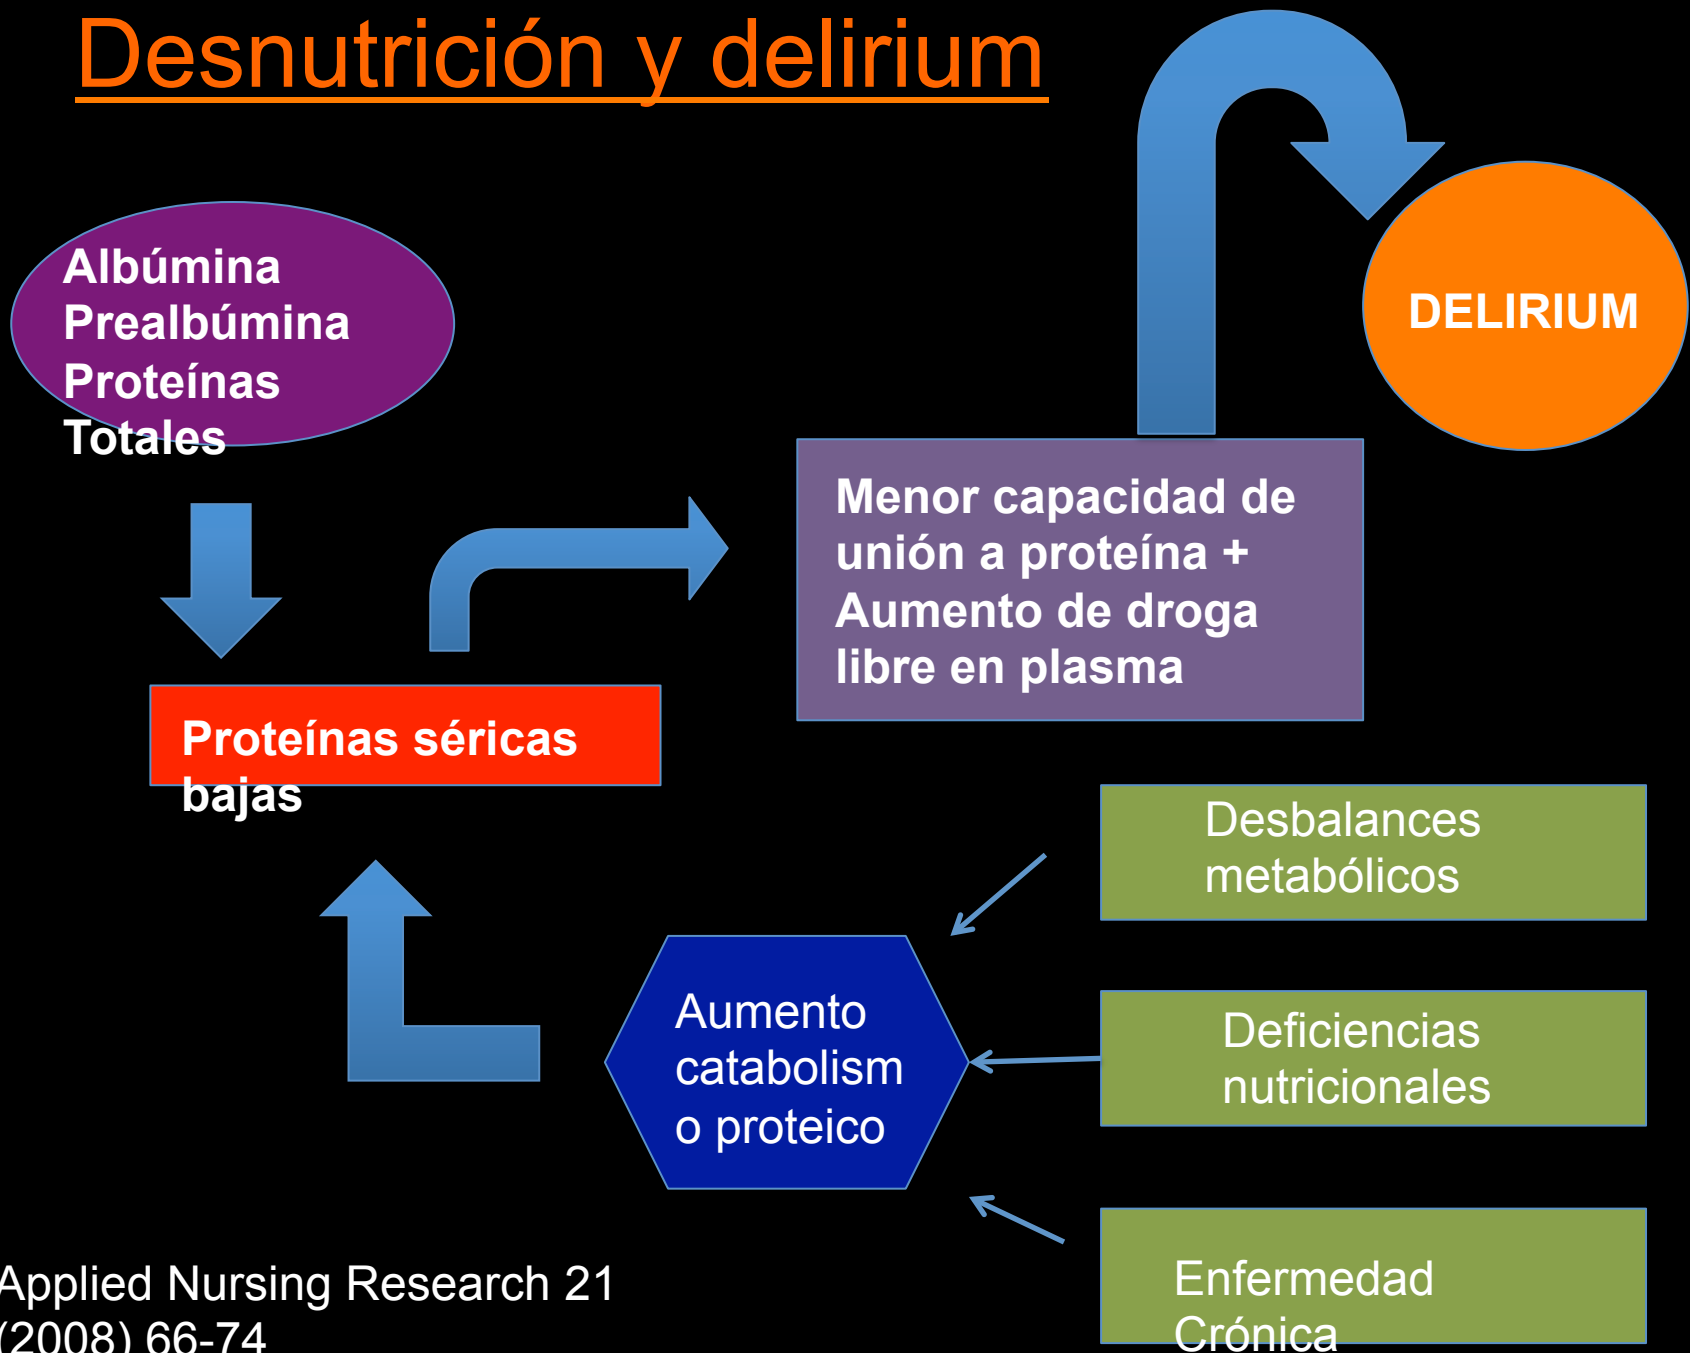 Desnutrición y delirium
Albúmina
Prealbúmina
Proteínas
Totales
DELIRIUM
Menor capacidad de
unión a proteína +
Aumento de droga
libre en plasma
Proteínas séricas
bajas
Desbalances
metabólicos
Aumento
catabolism
o proteico
Deficiencias
nutricionales
Enfermedad
Crónica
Applied Nursing Research 21
(2008) 66-74